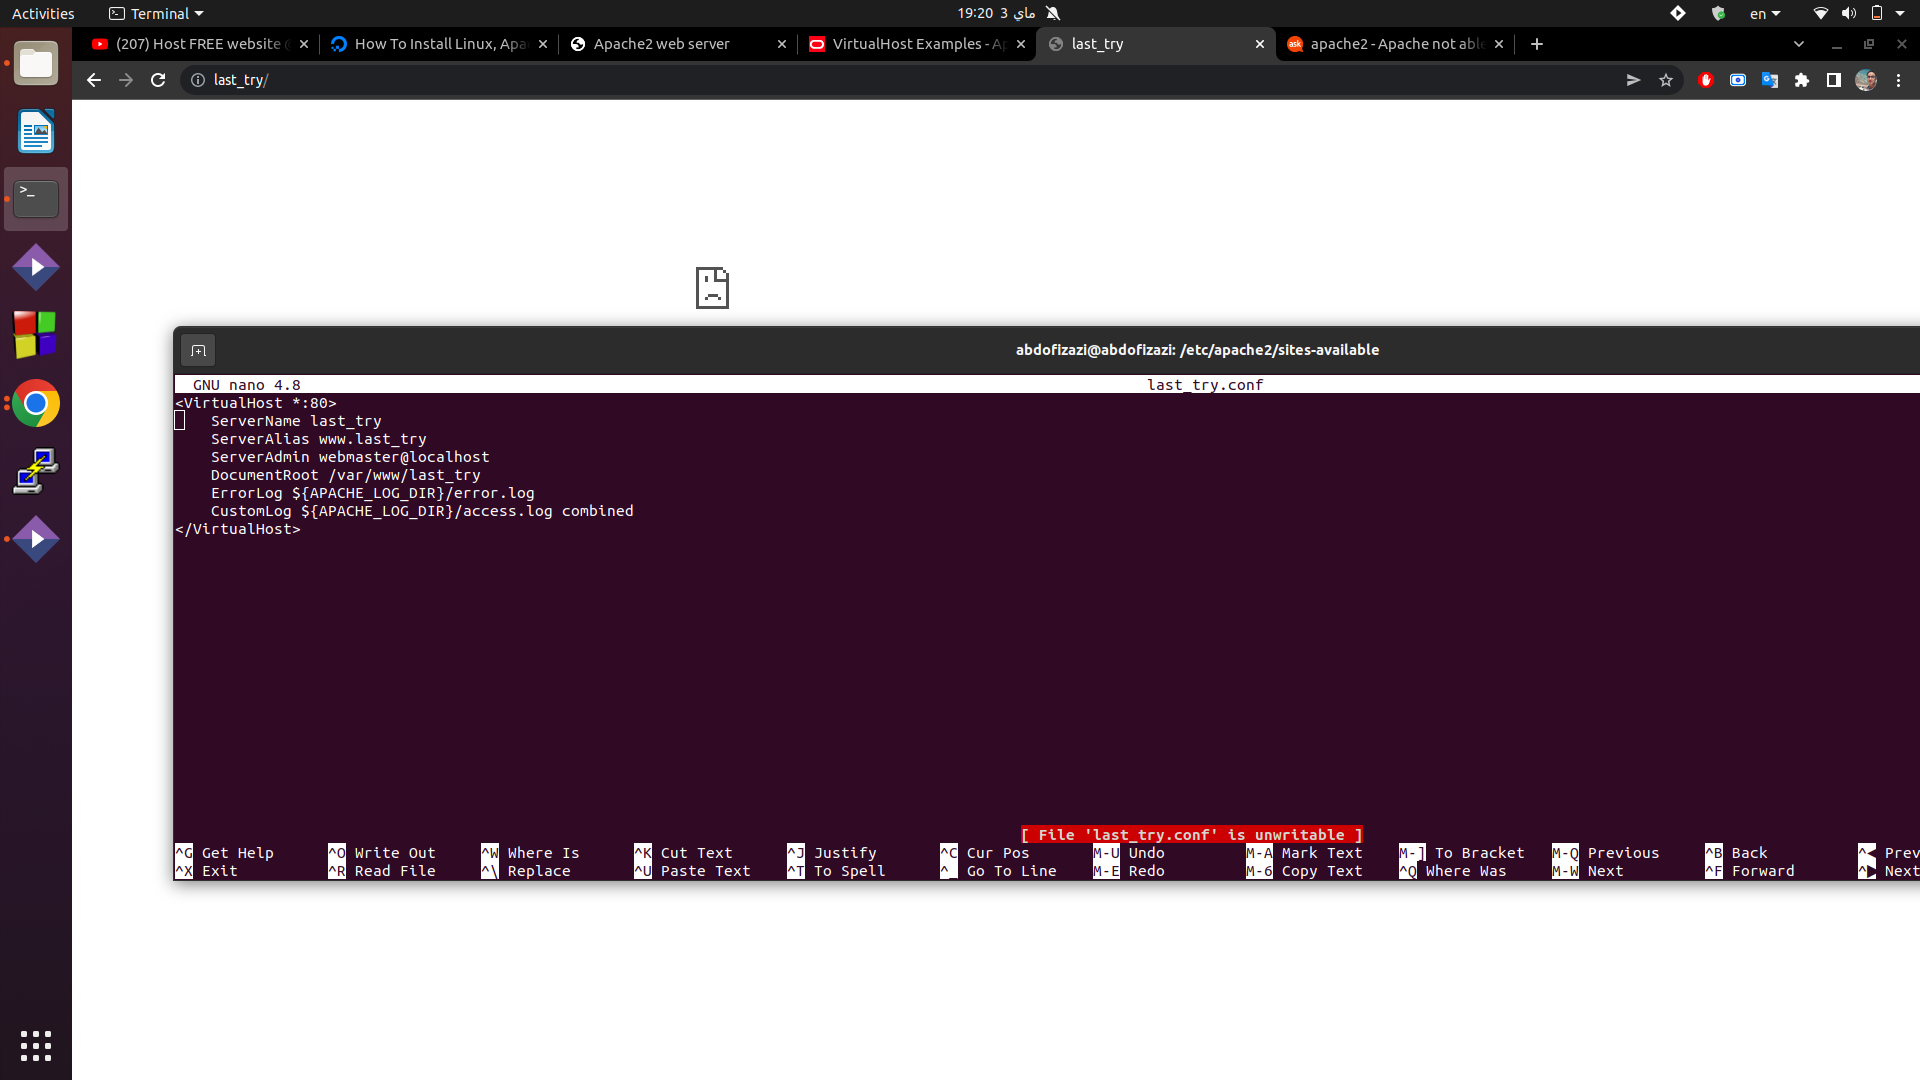 Activities
Terminal
19:20 3 ماي
en
(207) Host FREE website
How To Install Linux, Apa
Apache2 web server
VirtualHost Examples - Ap
last_try
apache2 - Apache not able
last_try/
abdofizazi@abdofizazi: /etc/apache2/sites-available
GNU nano 4.8 last_try.conf
<VirtualHost *:80>
ServerName last_try
ServerAlias www.last_try
ServerAdmin webmaster@localhost
DocumentRoot /var/www/last_try
ErrorLog ${APACHE_LOG_DIR}/error.log
CustomLog ${APACHE_LOG_DIR}/access.log combined
</VirtualHost>
[ File 'last_try.conf' is unwritable ]
^G Get Help ^O Write Out ^W Where Is ^K Cut Text ^J Justify ^C Cur Pos M-U Undo M-A Mark Text M-] To Bracket M-Q Previous ^B Back ^◀ Prev
^X Exit ^R Read File ^\ Replace ^U Paste Text ^T To Spell ^_ Go To Line M-E Redo M-6 Copy Text ^Q Where Was M-W Next ^F Forward ^▶ Next